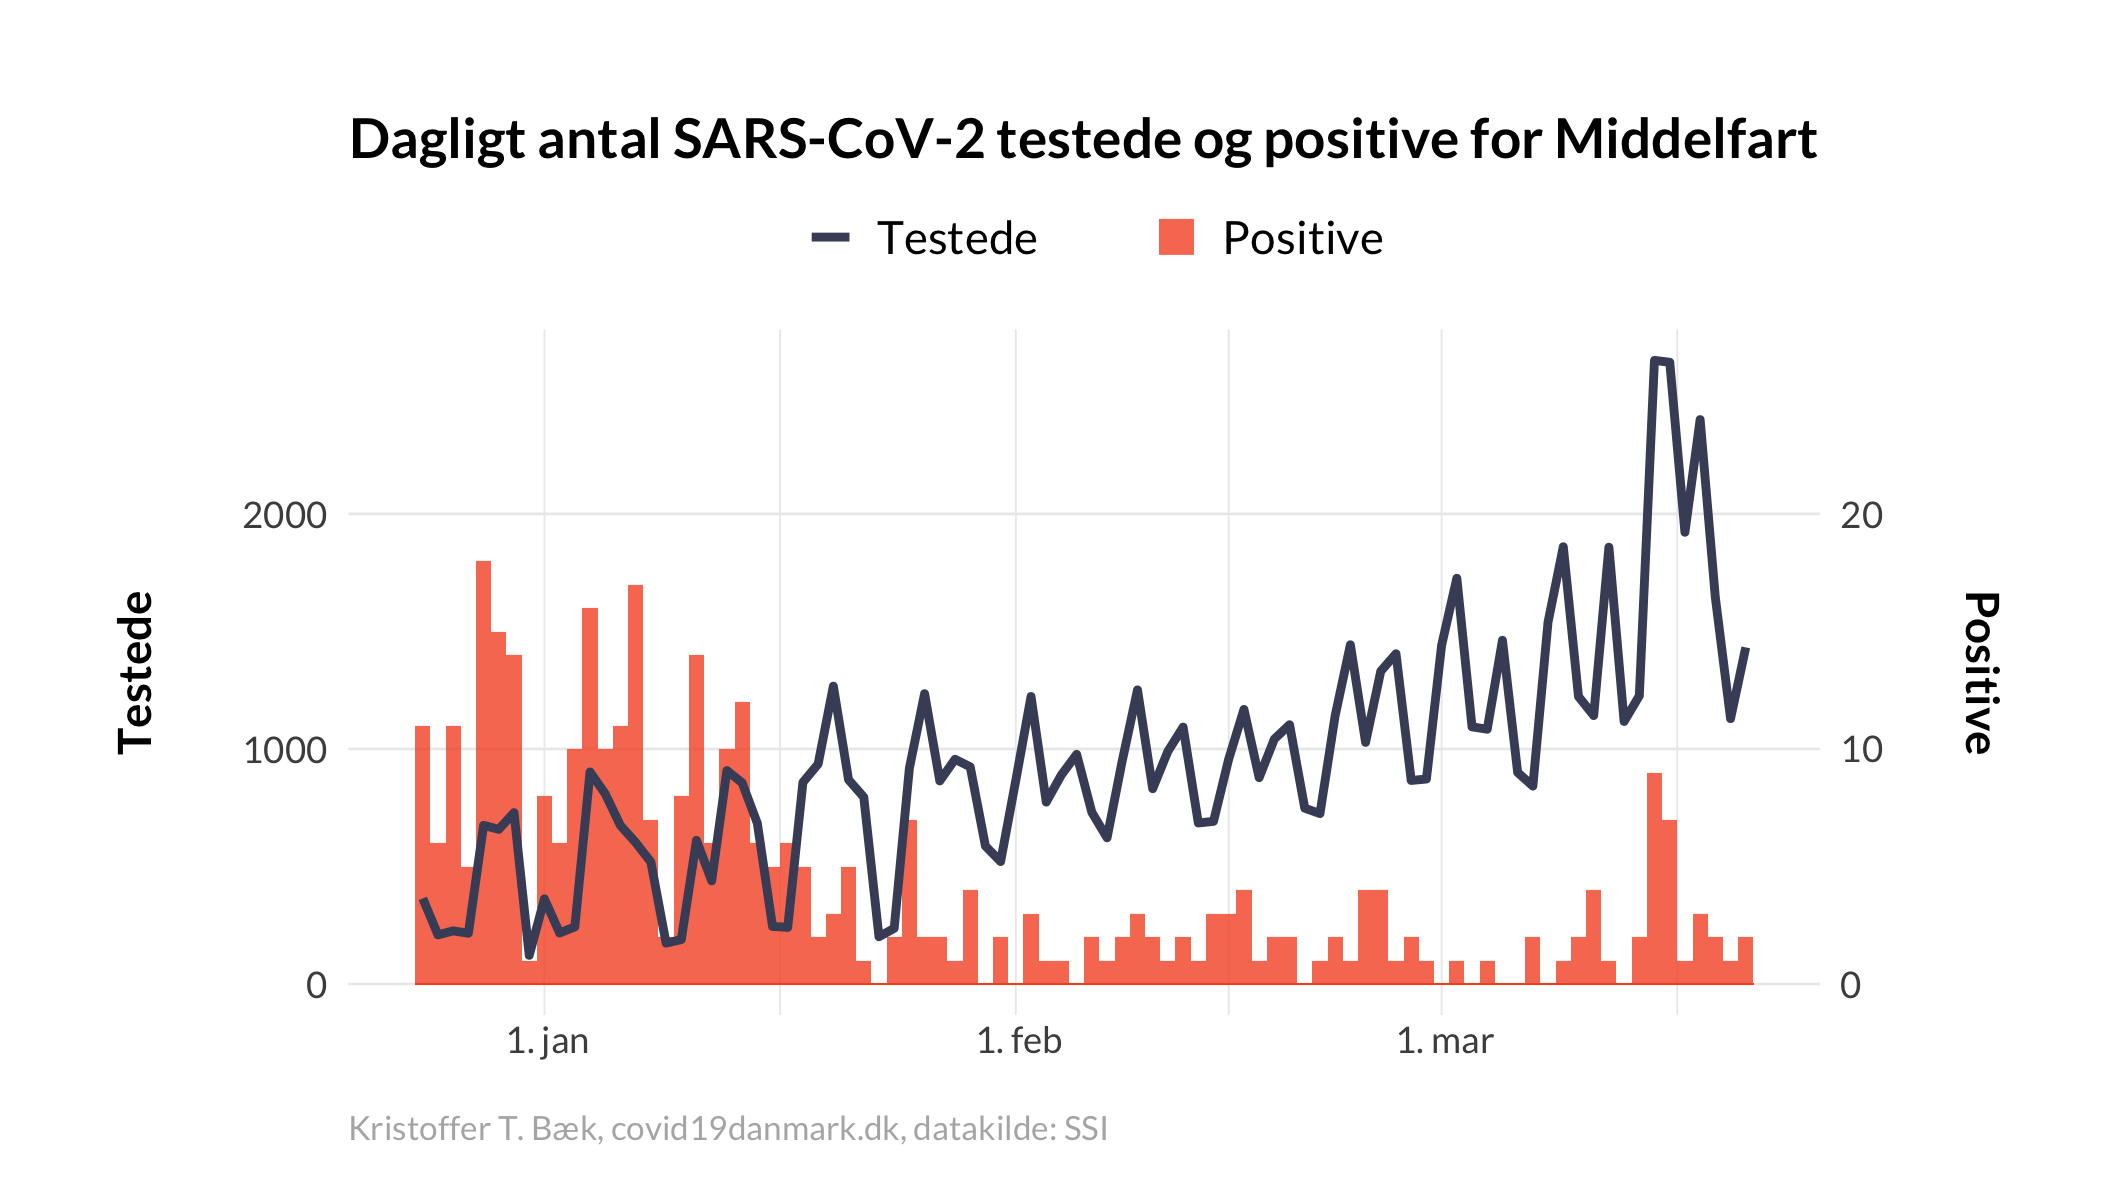 Dagligt antal SARS-CoV-2 testede og positive for Middelfart
Testede
Positive
2000
1000
0
20
10
0
Testede
Positive
1. jan
1. feb
1. mar
Kristoffer T. Bæk, covid19danmark.dk, datakilde: SSI